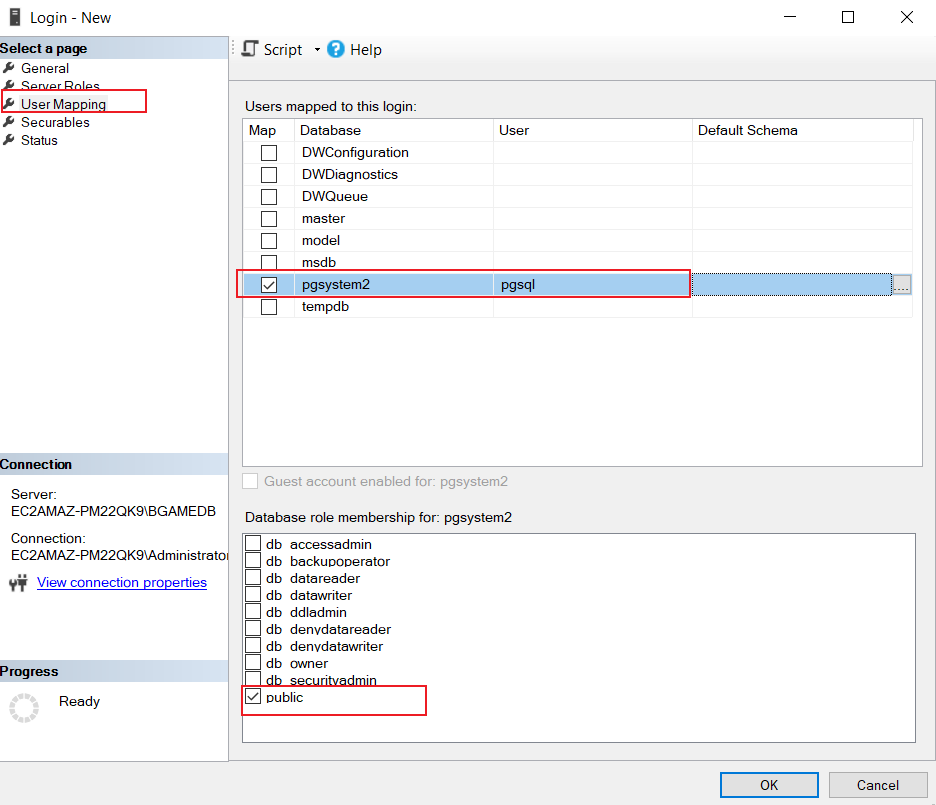 Login - New
Select a page
General
Server Roles
User Mapping
Securables
Status
Script
Help
Users mapped to this login:
Map Database User Default Schema
DWConfiguration
DWDiagnostics
DWQueue
master
model
msdb
pgsystem2 pgsql ....
tempdb
Guest account enabled for: pgsystem2
Database role membership for: pgsystem2
db_accessadmin
db_backupoperator
db_datareader
db_datawriter
db_ddladmin
db_denydatareader
db_denydatawriter
db_owner
db_securityadmin
public
Connection
Server:
EC2AMAZ-PM22QK9\BGAMEDB
Connection:
EC2AMAZ-PM22QK9\Administrator
View connection properties
Progress
Ready
OK Cancel